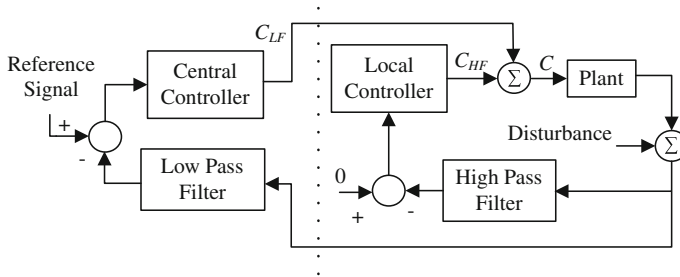 C_LF
Reference
Signal
Central
Controller
Local
Controller
C_HF
Σ
C
Plant
+
-
Disturbance
Σ
Low Pass
Filter
0
+
-
High Pass
Filter